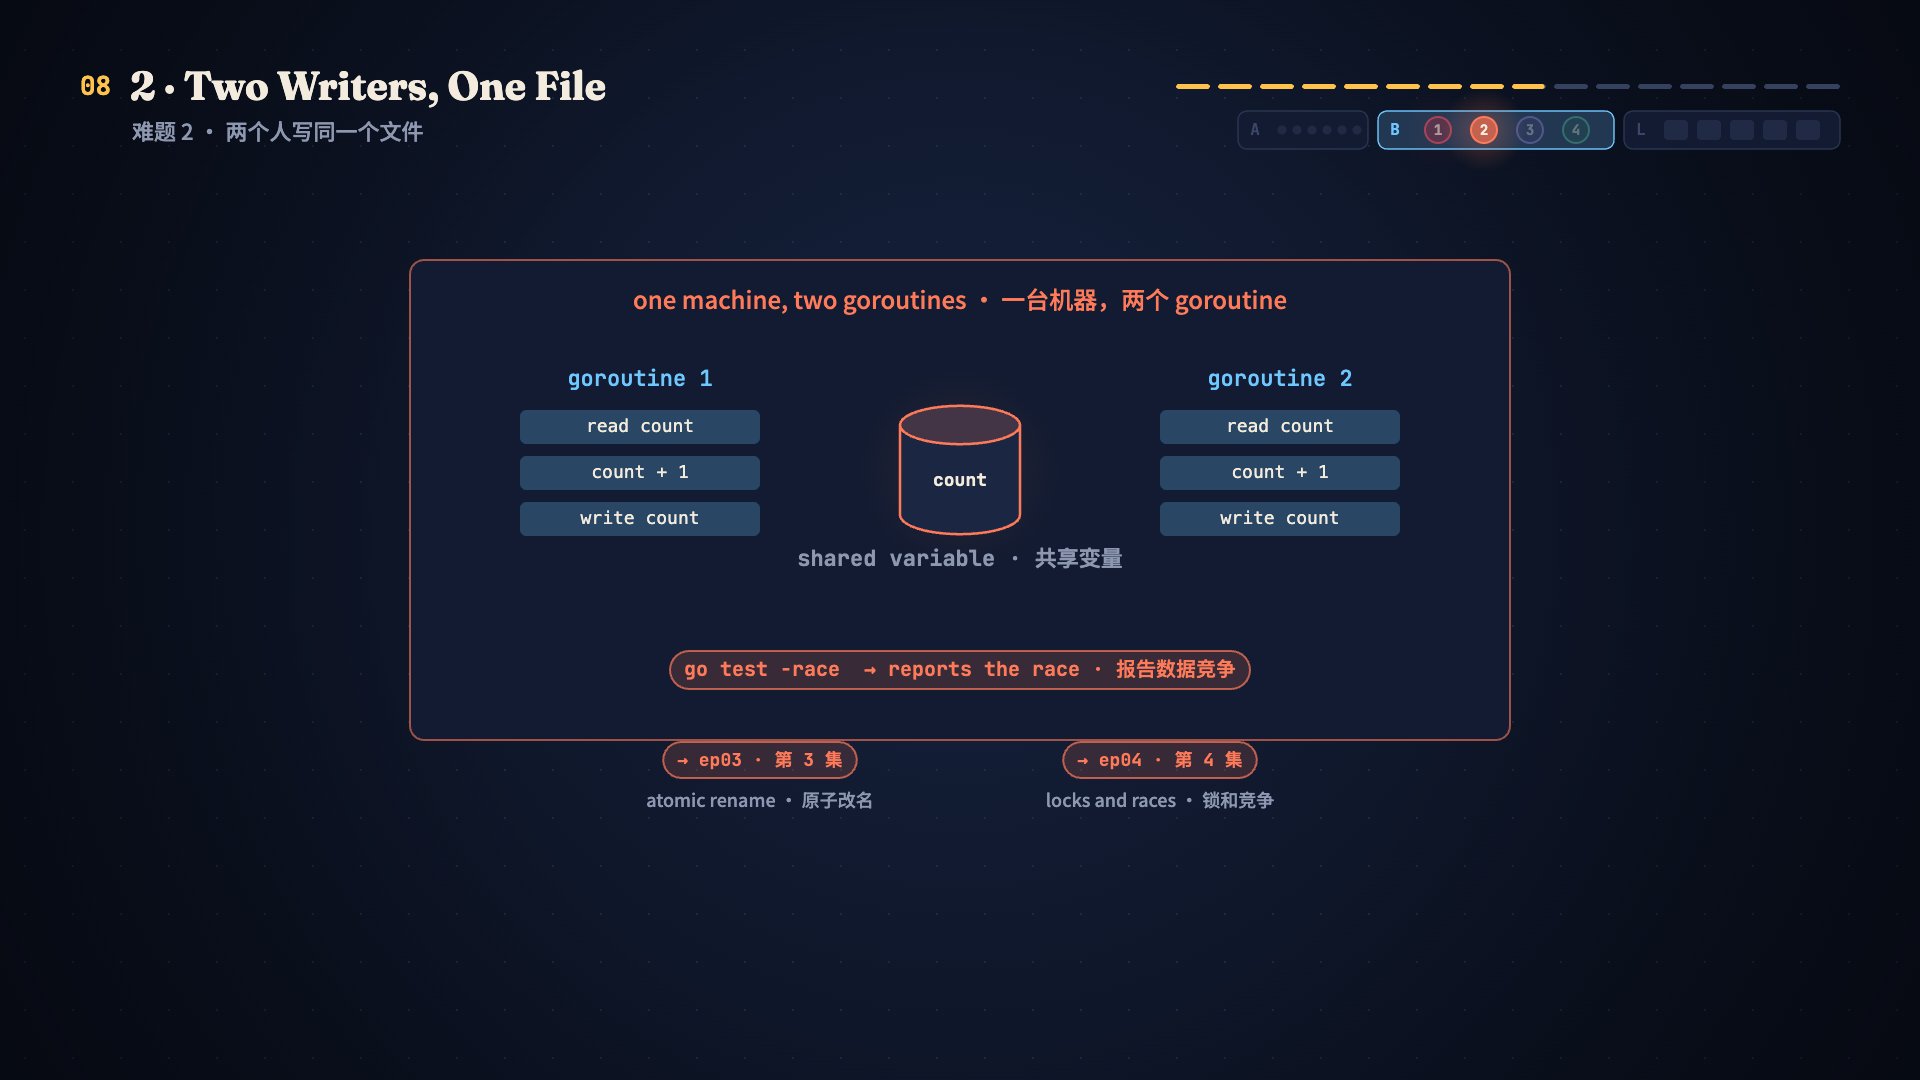 08 2 · Two Writers, One File
难题 2 · 两个人写同一个文件
A B 1 2 3 4 L
one machine, two goroutines · 一台机器，两个 goroutine
goroutine 1
read count
count + 1
write count
count
shared variable · 共享变量
goroutine 2
read count
count + 1
write count
go test -race → reports the race · 报告数据竞争
→ ep03 · 第 3 集
atomic rename · 原子改名
→ ep04 · 第 4 集
locks and races · 锁和竞争